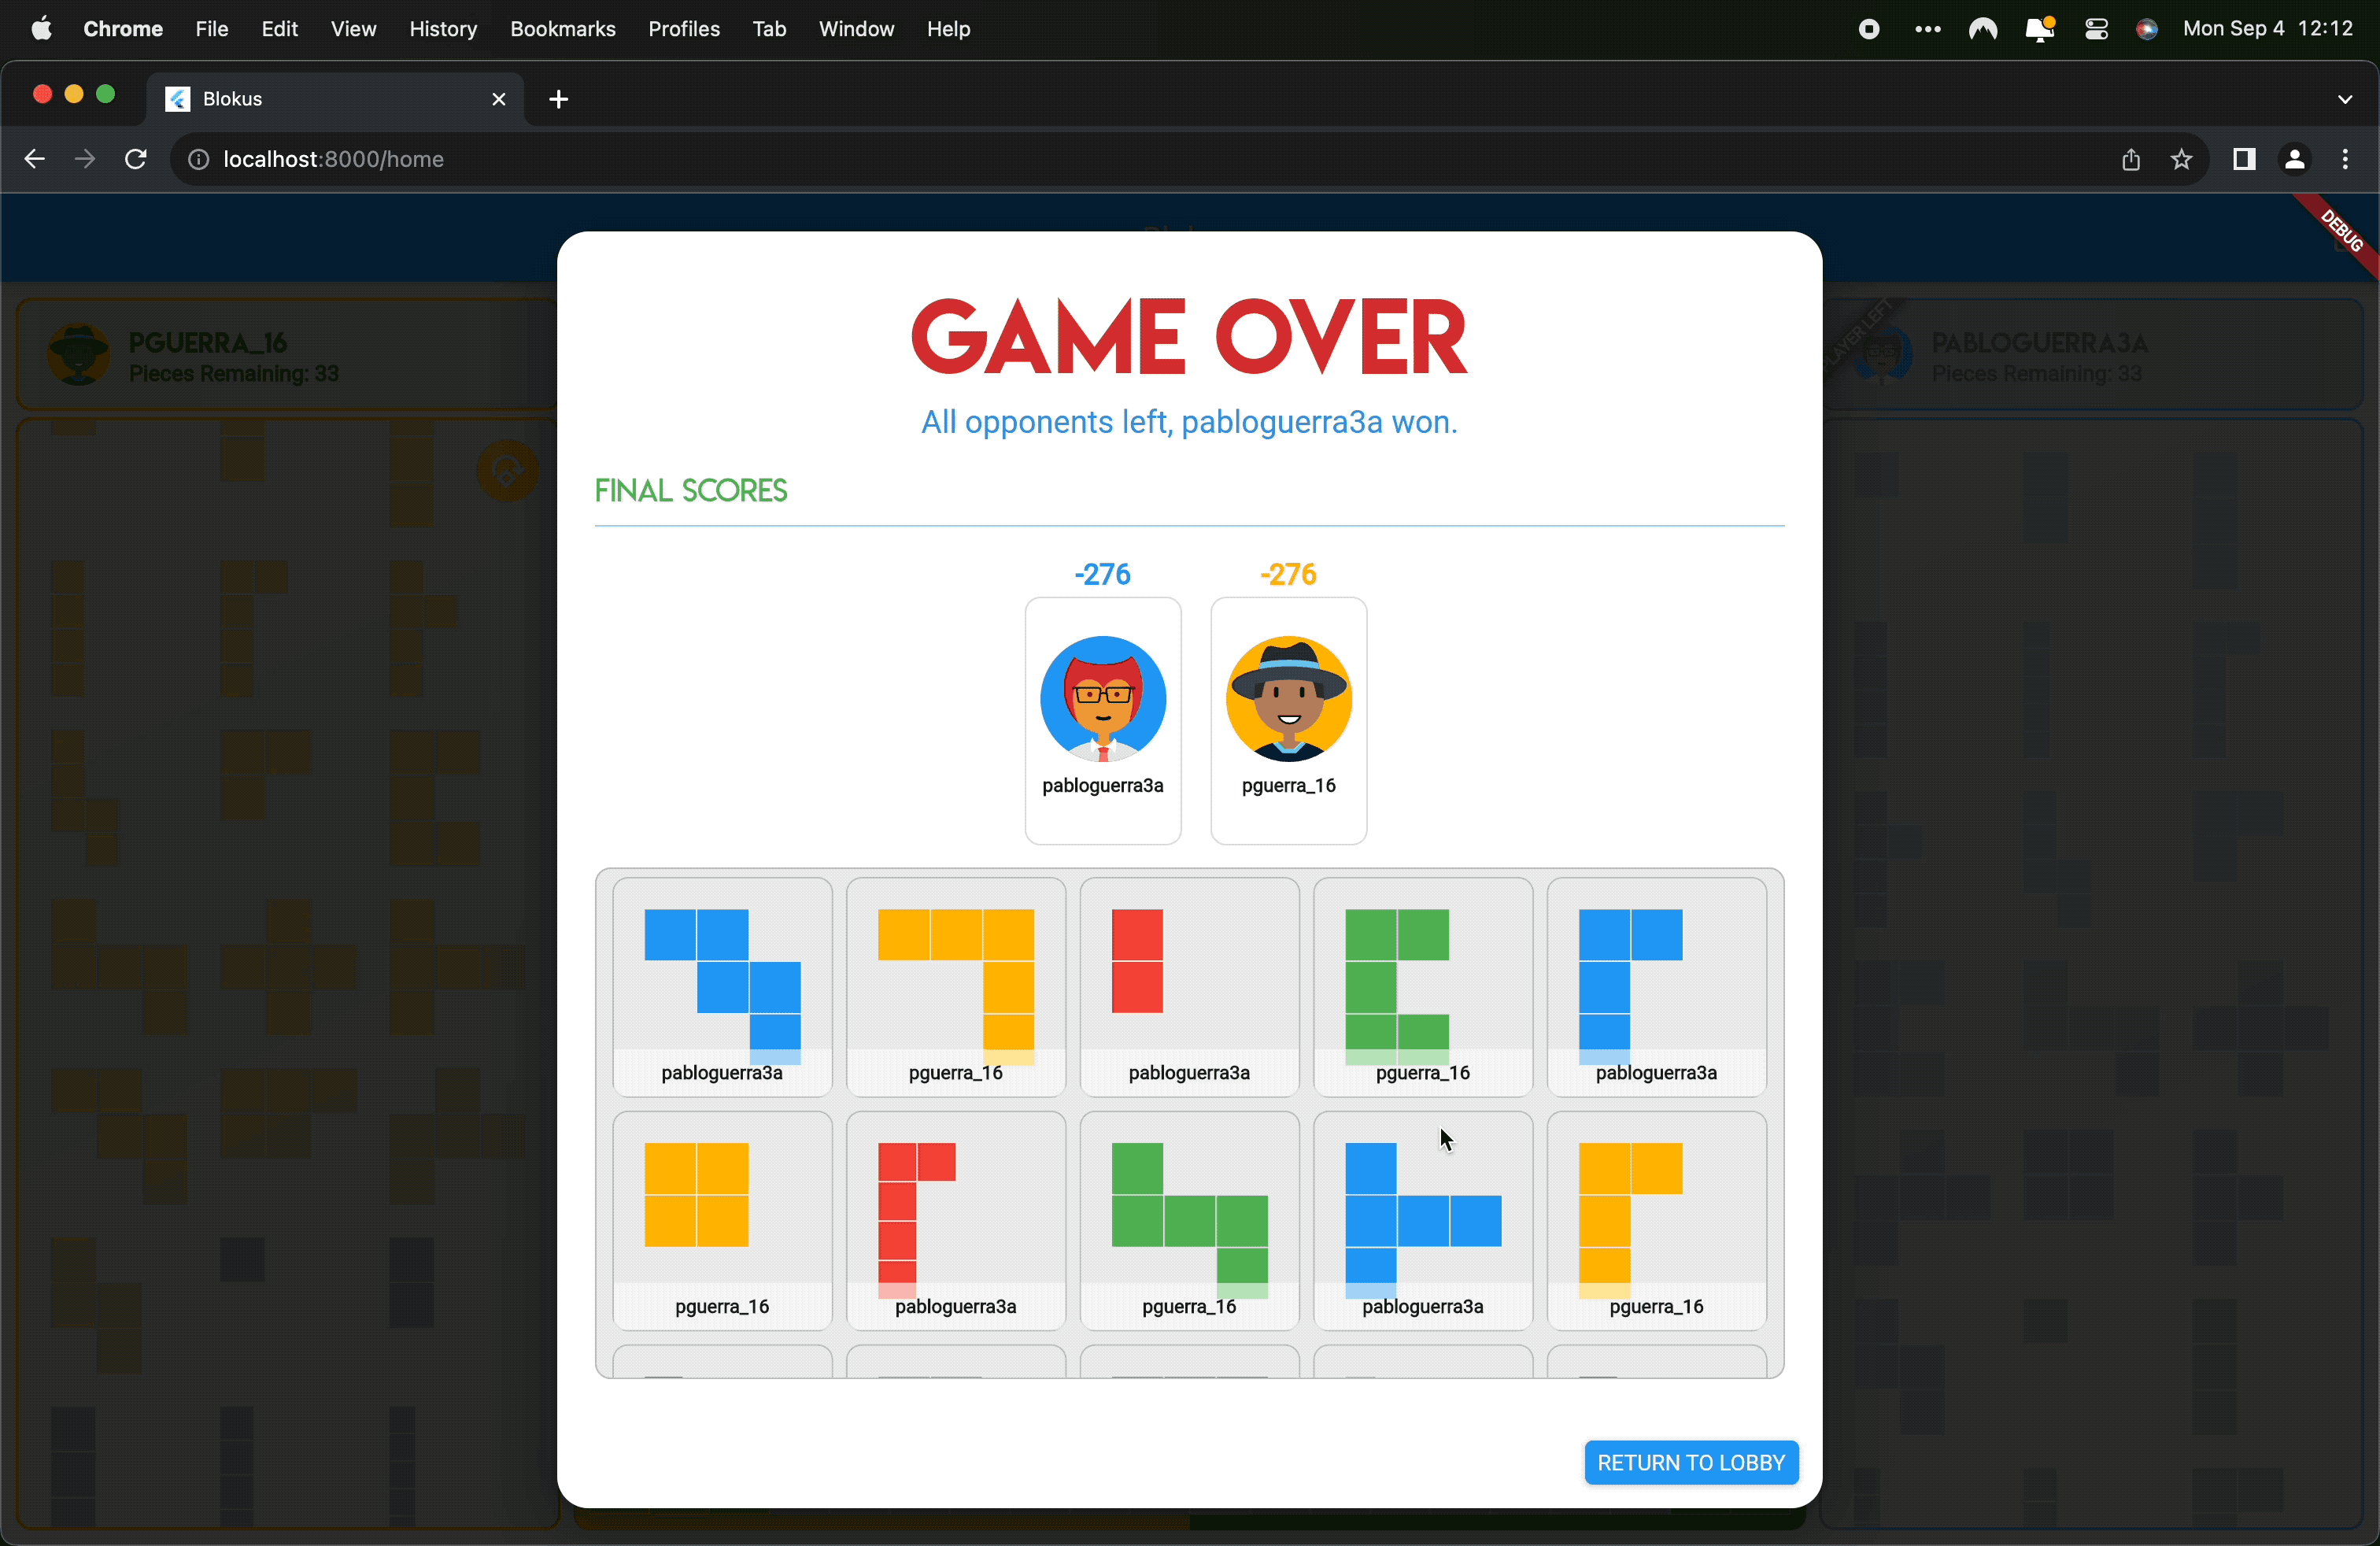 Chrome File Edit View History Bookmarks Profiles Tab Window Help Mon Sep 4 12:12
Blokus
localhost:8000/home
DEBUG
PGUERRA_16
Pieces Remaining: 33
PLAYER LEFT
PABLOGUERRA3A
Pieces Remaining: 33
GAME OVER
All opponents left, pabloguerra3a won.
FINAL SCORES
-276 -276
pabloguerra3a pguerra_16
pabloguerra3a pguerra_16 pabloguerra3a pguerra_16 pabloguerra3a
pguerra_16 pabloguerra3a pguerra_16 pabloguerra3a pguerra_16
RETURN TO LOBBY